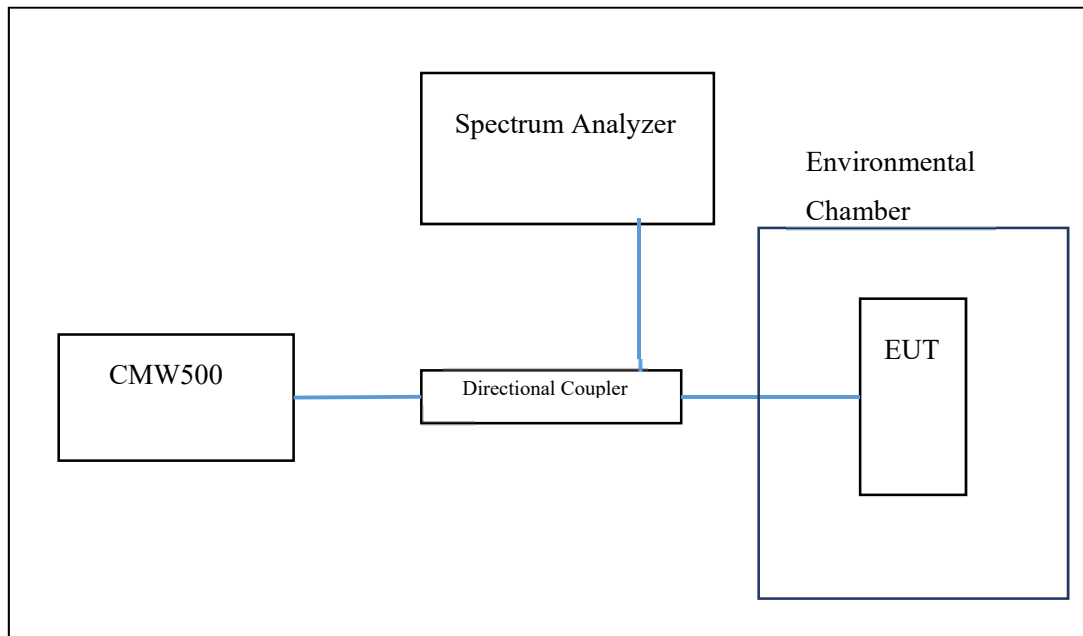 Spectrum Analyzer
Environmental
Chamber
CMW500
Directional Coupler
EUT